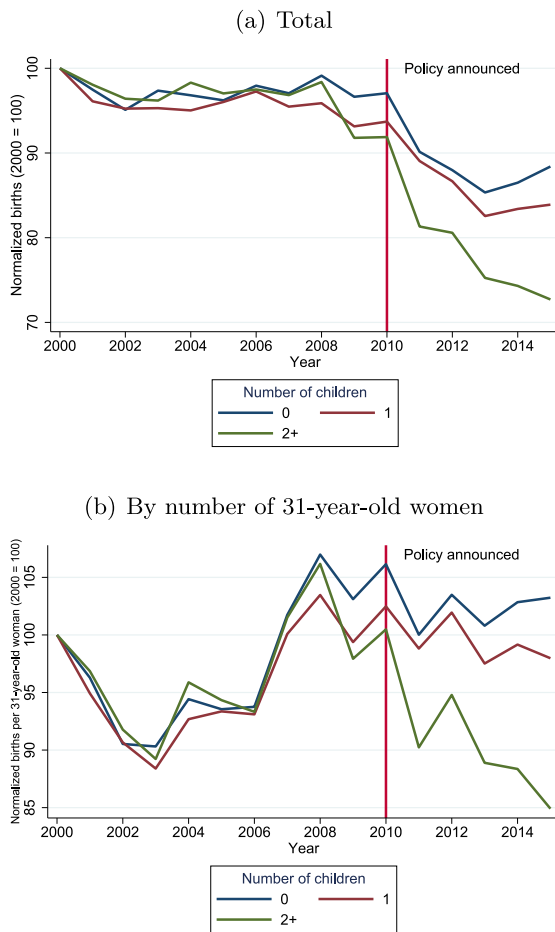 (a) Total
Normalized births (2000 = 100)
100
90
80
70
Policy announced
2000 2002 2004 2006 2008 2010 2012 2014
Year
Number of children
0 1
2+
(b) By number of 31-year-old women
Normalized births per 31-year-old woman (2000 = 100)
105
100
95
90
85
Policy announced
2000 2002 2004 2006 2008 2010 2012 2014
Year
Number of children
0 1
2+